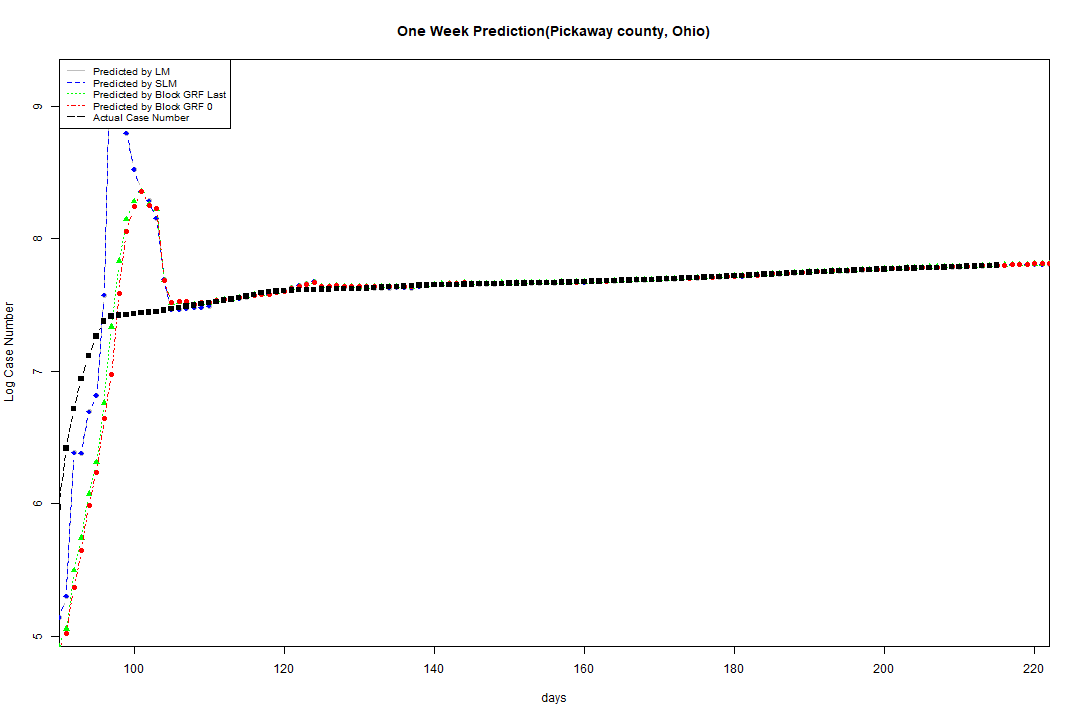 One Week Prediction(Pickaway county, Ohio)
Predicted by LM
Predicted by SLM
Predicted by Block GRF Last
Predicted by Block GRF 0
Actual Case Number
9
8
7
6
5
Log Case Number
100 120 140 160 180 200 220
days